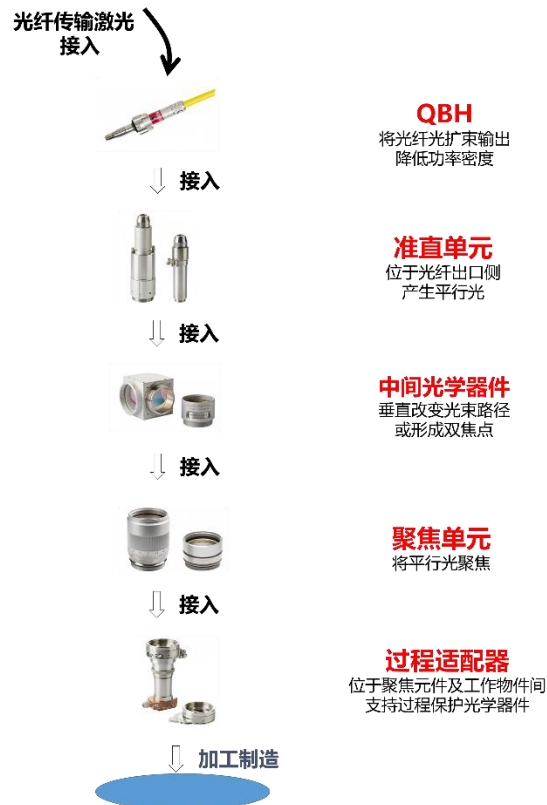 光纤传输激光
接入
QBH
将光纤光扩束输出
降低功率密度
接入
准直单元
位于光纤出口侧
产生平行光
接入
中间光学器件
垂直改变光束路径
或形成双焦点
接入
聚焦单元
将平行光聚焦
接入
过程适配器
位于聚焦元件及工作物件间
支持过程保护光学器件
加工制造